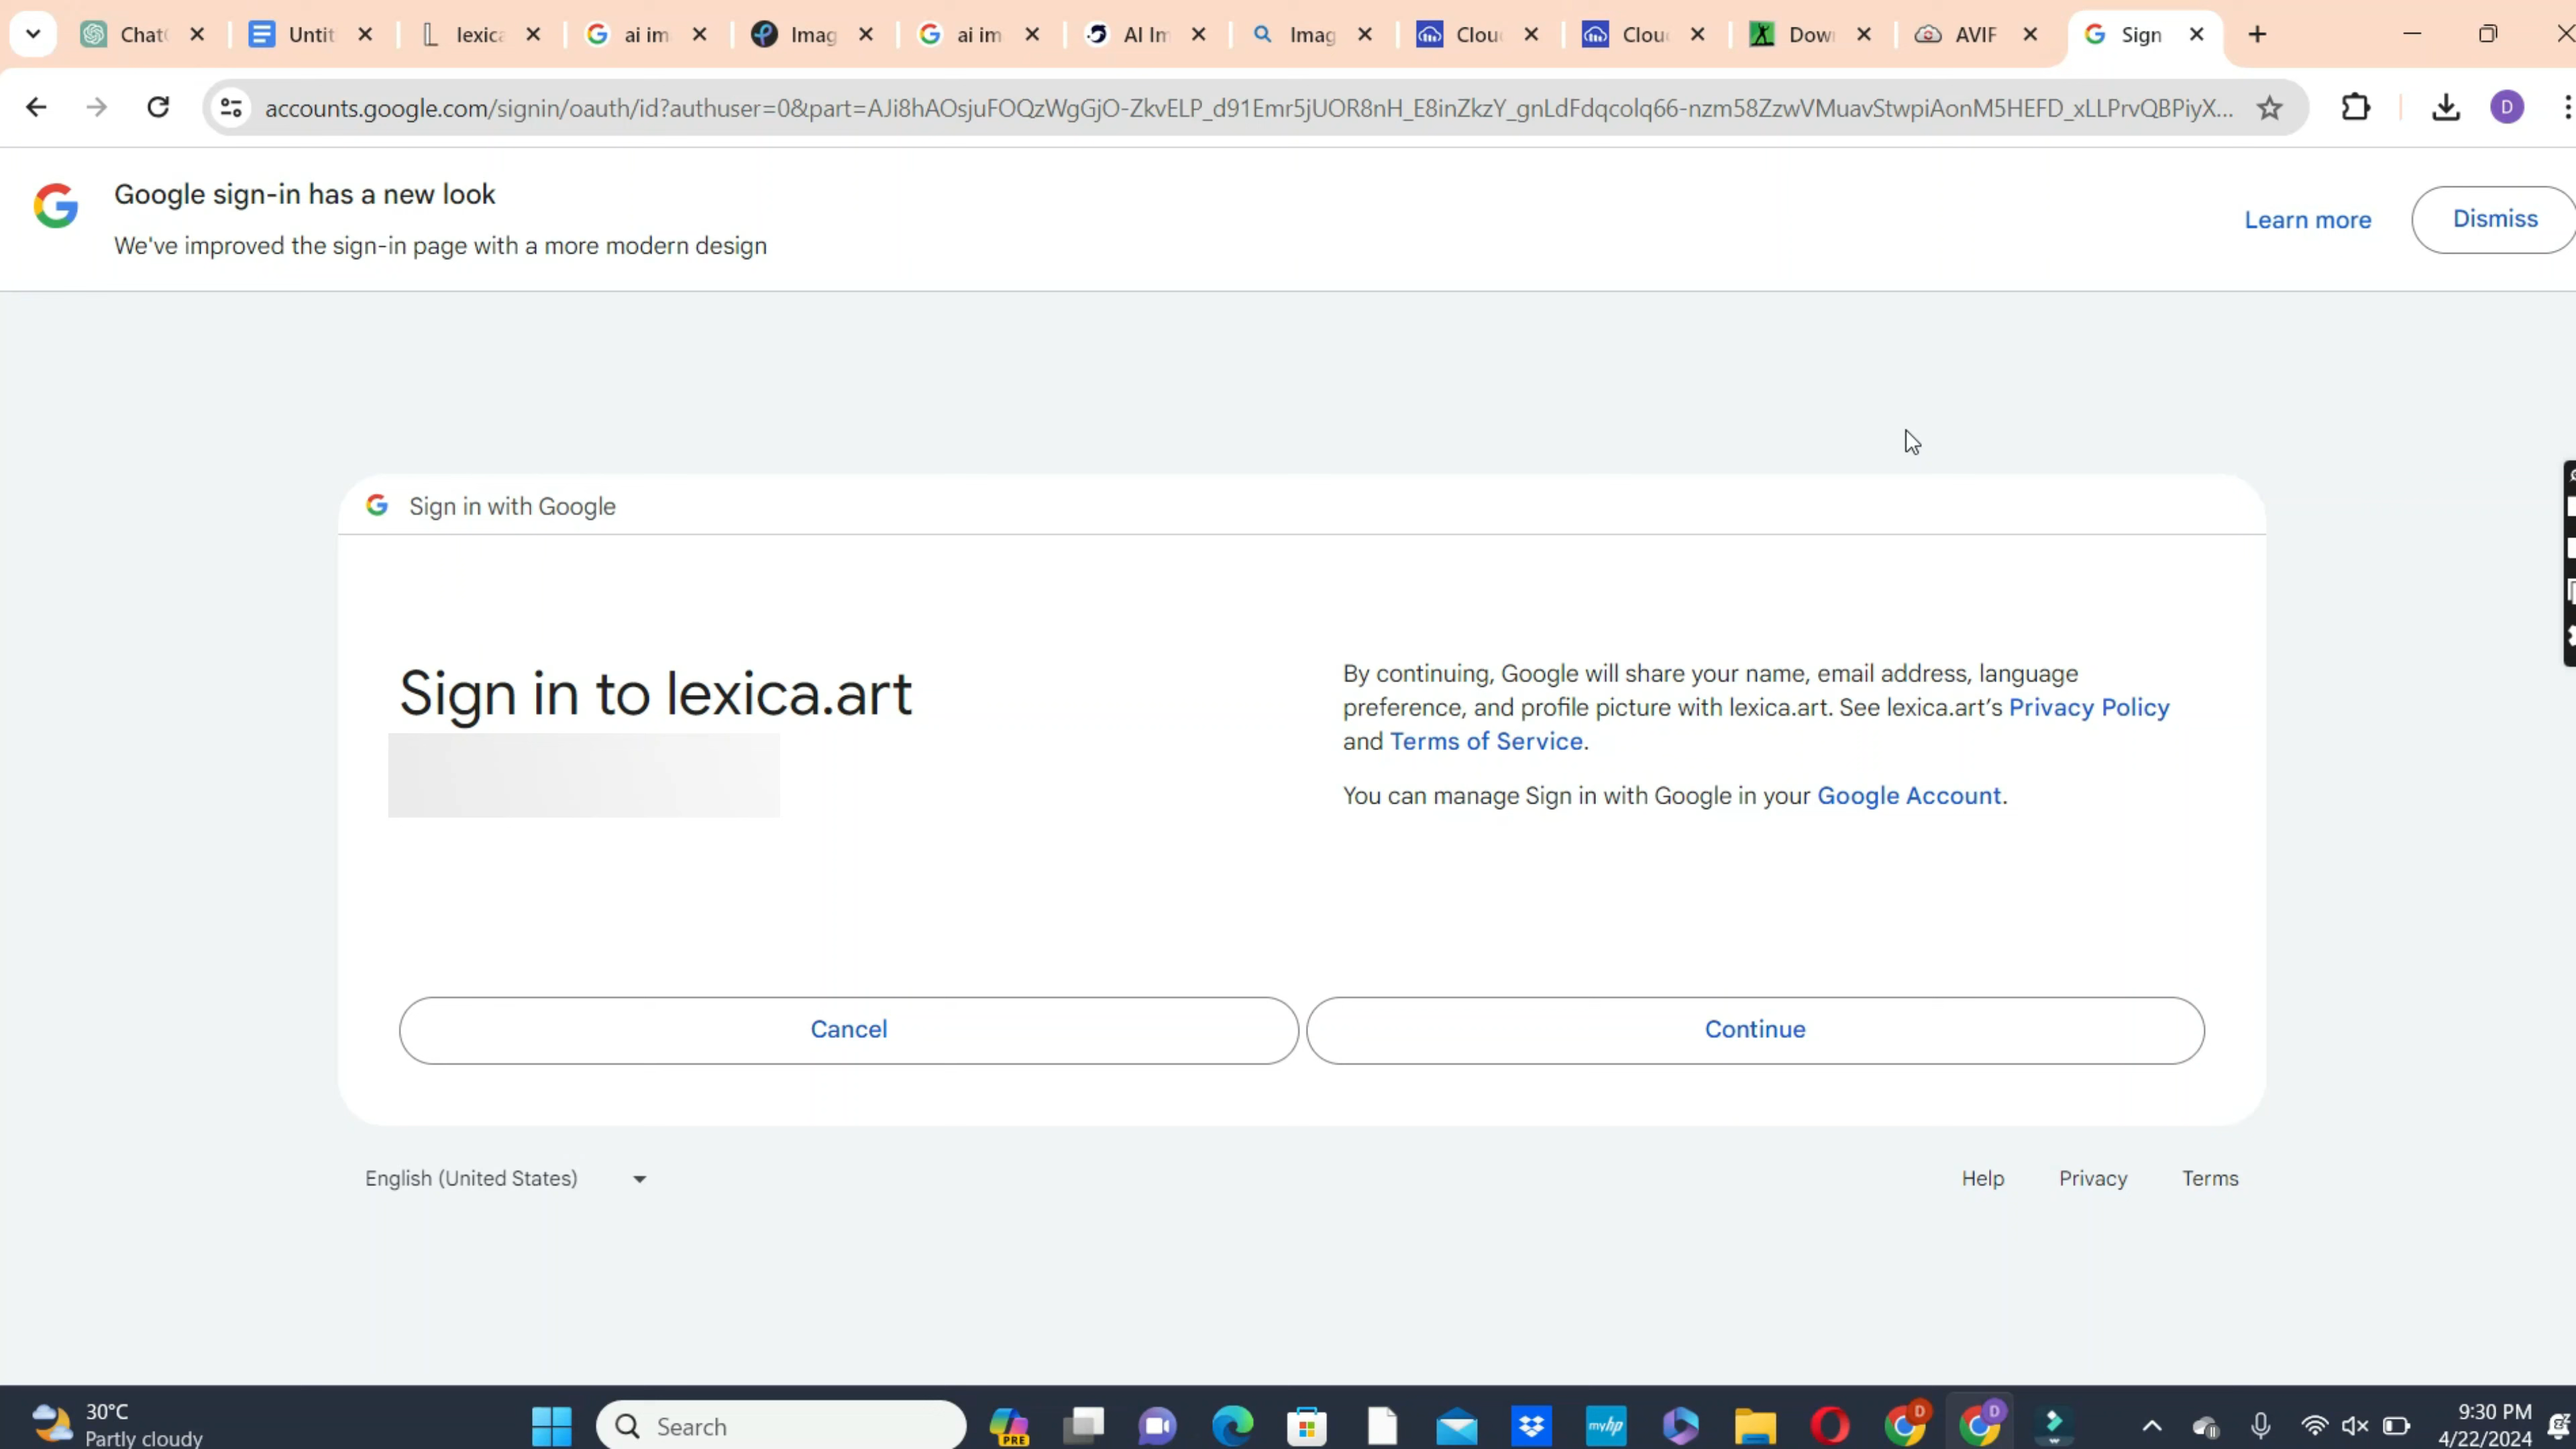 Chat
Untit
lexica
ai im
Imag
ai im
AI Im
Imag
Clou
Clou
Dow
AVIF
Sign
accounts.google.com/signin/oauth/id?authuser=0&part=AJi8hAOsjuFOQzWgGjO-ZkvELP_d91Emr5jUOR8nH_E8inZkzY_gnLdFdqcolq66-nzm58ZzwVMuavStwpiAonM5HEFD_xLLPrvQBPiyX...
D
Google sign-in has a new look
We've improved the sign-in page with a more modern design
Learn more
Dismiss
Sign in with Google
Sign in to lexica.art
By continuing, Google will share your name, email address, language
preference, and profile picture with lexica.art. See lexica.art's Privacy Policy
and Terms of Service.
You can manage Sign in with Google in your Google Account.
Cancel
Continue
English (United States)
Help
Privacy
Terms
30°C
Partly cloudy
Search
PRE
myhp
D
D
9:30 PM
4/22/2024